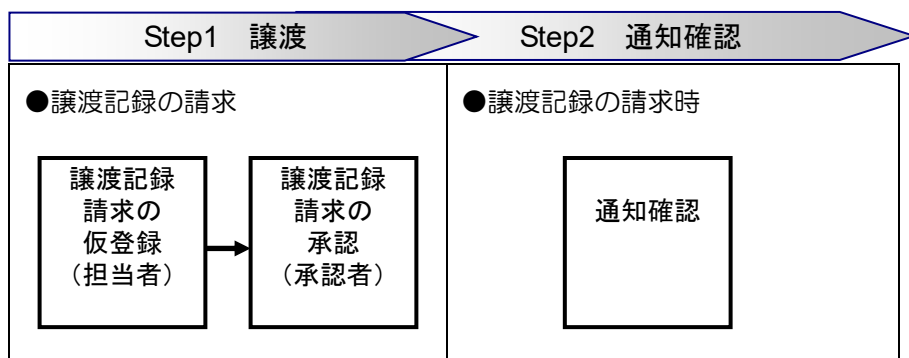 Step1 譲渡
Step2 通知確認
●譲渡記録の請求
●譲渡記録の請求時
譲渡記録
請求の
仮登録
（担当者）
譲渡記録
請求の
承認
（承認者）
通知確認